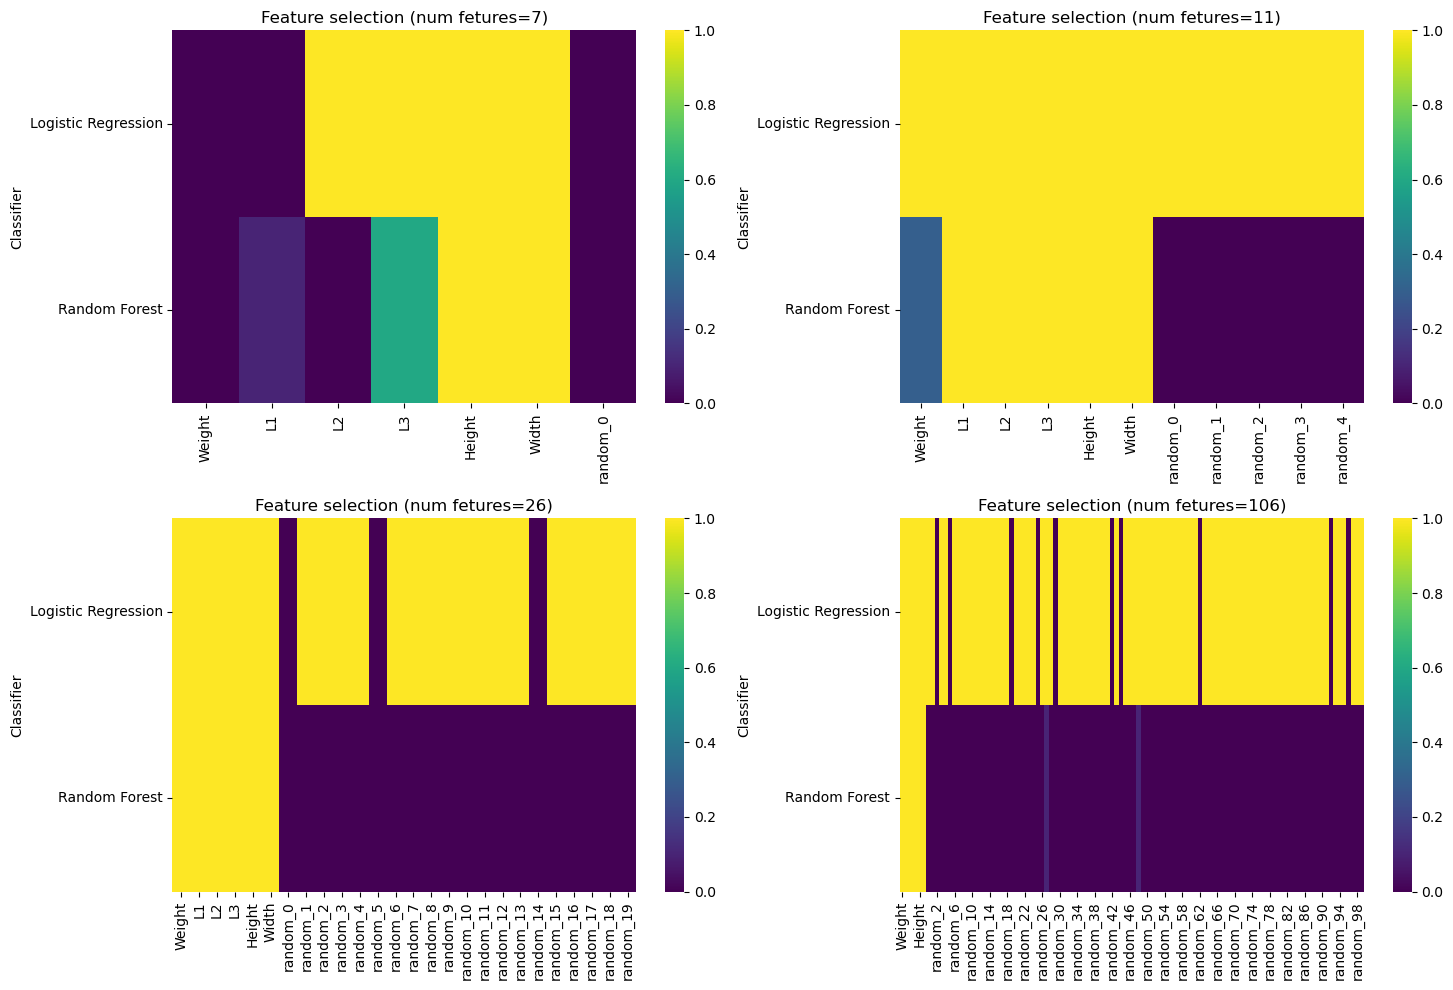 Feature selection (num fetures=7)
Classifier
Logistic Regression
Random Forest
Weight
L1
L2
L3
Height
Width
random_0
1.0
0.8
0.6
0.4
0.2
0.0
Feature selection (num fetures=11)
Classifier
Logistic Regression
Random Forest
Weight
L1
L2
L3
Height
Width
random_0
random_1
random_2
random_3
random_4
1.0
0.8
0.6
0.4
0.2
0.0
Feature selection (num fetures=26)
Classifier
Logistic Regression
Random Forest
Weight
L1
L2
L3
Height
Width
random_0
random_1
random_2
random_3
random_4
random_5
random_6
random_7
random_8
random_9
random_10
random_11
random_12
random_13
random_14
random_15
random_16
random_17
random_18
random_19
1.0
0.8
0.6
0.4
0.2
0.0
Feature selection (num fetures=106)
Classifier
Logistic Regression
Random Forest
Weight
Height
random_2
random_6
random_10
random_14
random_18
random_22
random_26
random_30
random_34
random_38
random_42
random_46
random_50
random_54
random_58
random_62
random_66
random_70
random_74
random_78
random_82
random_86
random_90
random_94
random_98
1.0
0.8
0.6
0.4
0.2
0.0